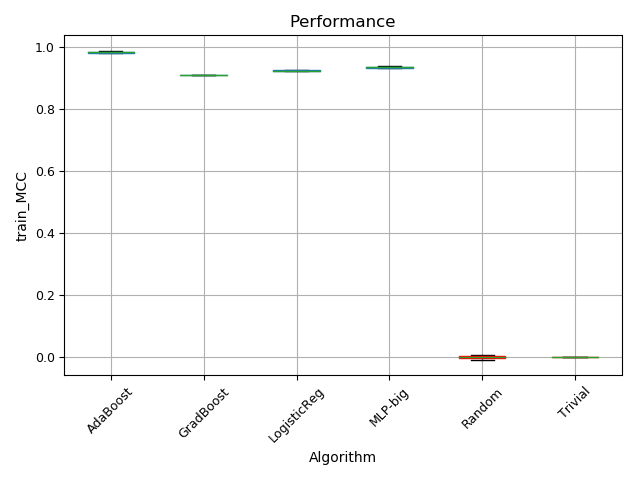 Performance
train_MCC
1.0
0.8
0.6
0.4
0.2
0.0
AdaBoost
GradBoost
LogisticReg
MLP-big
Random
Trivial
Algorithm